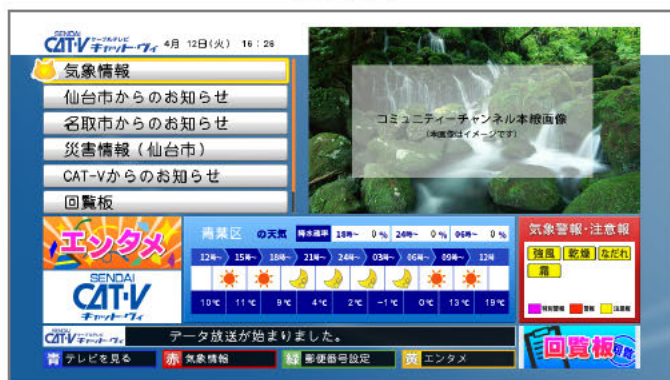 SENDAI
CAT-V ケーブルテレビ キャット・ヴィ 4月 12日(火) 16:26
気象情報
仙台市からのお知らせ
名取市からのお知らせ
災害情報(仙台市)
CAT-Vからのお知らせ
回覧板
コミュニティーチャンネル本線画像
(本画像はイメージです)
エンタメ
SENDAI
CAT-V
キャット・ヴィ
青葉区 の天気 降水確率 18時~ 0% 24時~ 0% 06時~ 0%
12時~ 15時~ 18時~ 21時~ 24時~ 03時~ 06時~ 09時~ 12時
10℃ 11℃ 9℃ 4℃ 2℃ -1℃ 0℃ 13℃ 19℃
気象警報・注意報
強風 乾燥 なだれ
霜
特別警報 警報 注意報
SENDAI
CAT-V ケーブルテレビ キャット・ヴィ データ放送が始まりました。
青 テレビを見る 赤 気象情報 緑 郵便番号設定 黄 エンタメ
回覧板